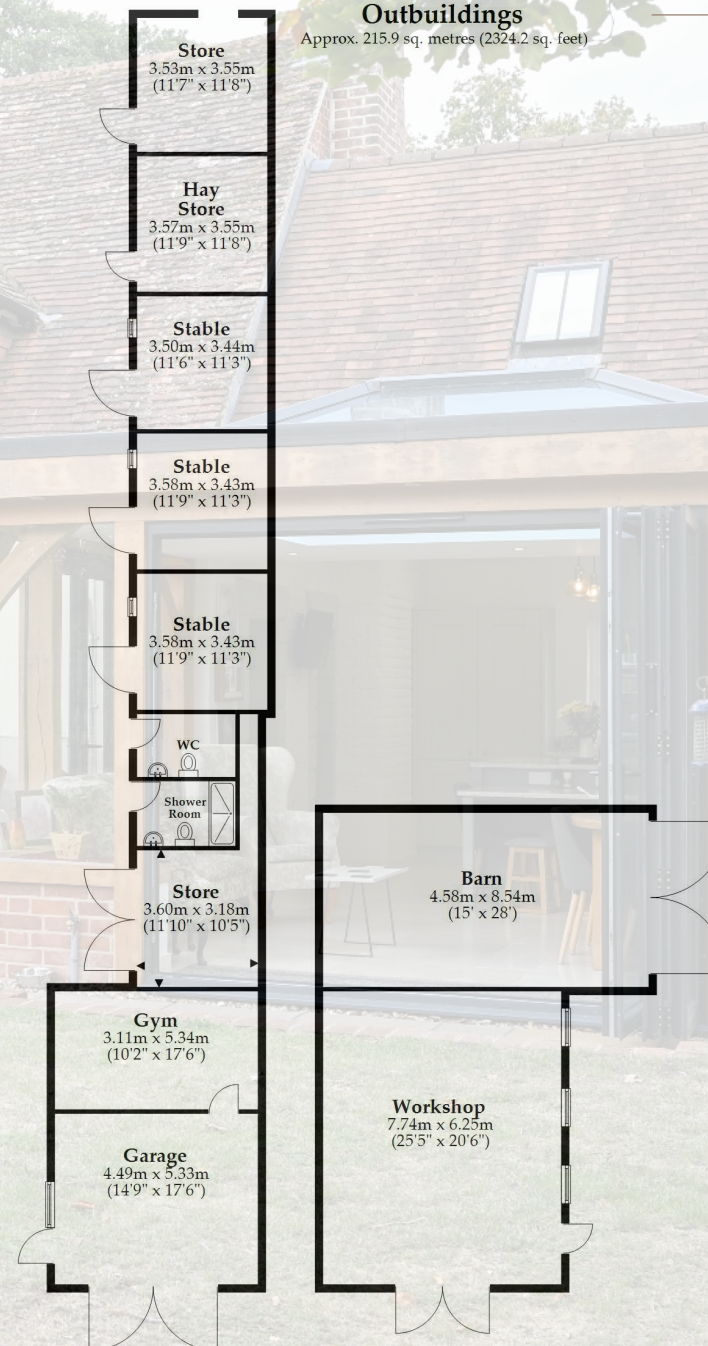 Outbuildings
Approx. 215.9 sq. metres (2324.2 sq. feet)
Store
3.53m x 3.55m
(11'7" x 11'8")
Hay
Store
3.57m x 3.55m
(11'9" x 11'8")
Stable
3.50m x 3.44m
(11'6" x 11'3")
Stable
3.58m x 3.43m
(11'9" x 11'3")
Stable
3.58m x 3.43m
(11'9" x 11'3")
WC
Shower
Room
Store
3.60m x 3.18m
(11'10" x 10'5")
Barn
4.58m x 8.54m
(15' x 28')
Gym
3.11m x 5.34m
(10'2" x 17'6")
Workshop
7.74m x 6.25m
(25'5" x 20'6")
Garage
4.49m x 5.33m
(14'9" x 17'6")